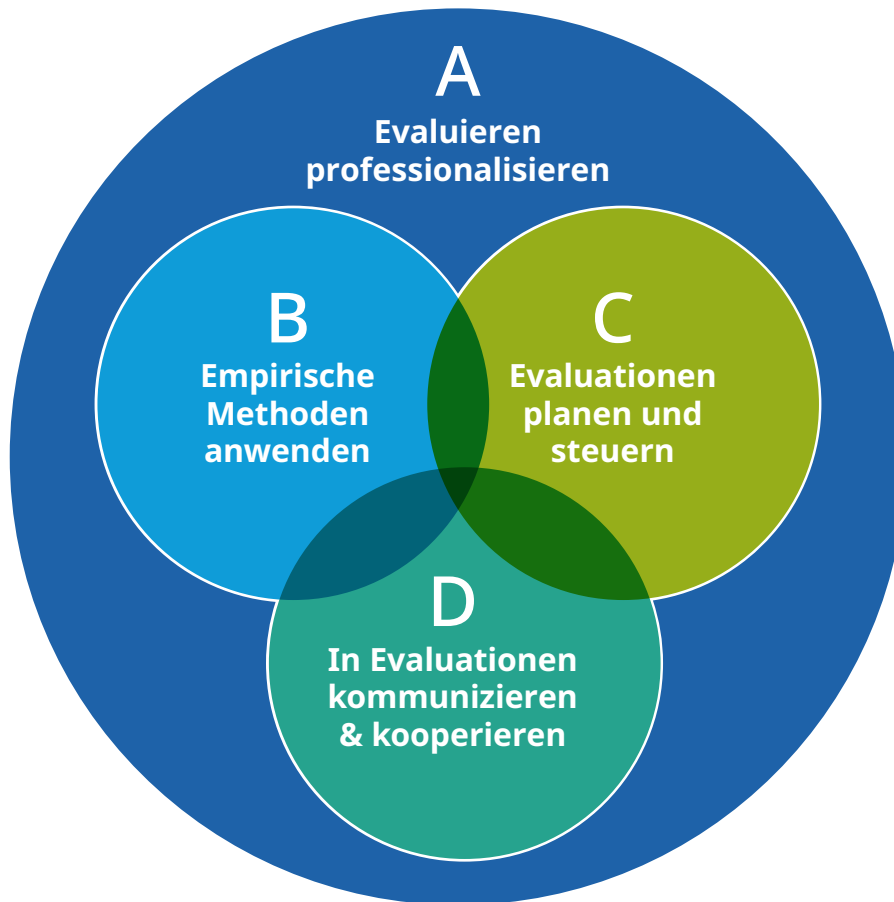 A
Evaluieren
professionalisieren
B
Empirische
Methoden
anwenden
C
Evaluationen
planen und
steuern
D
In Evaluationen
kommunizieren
& kooperieren